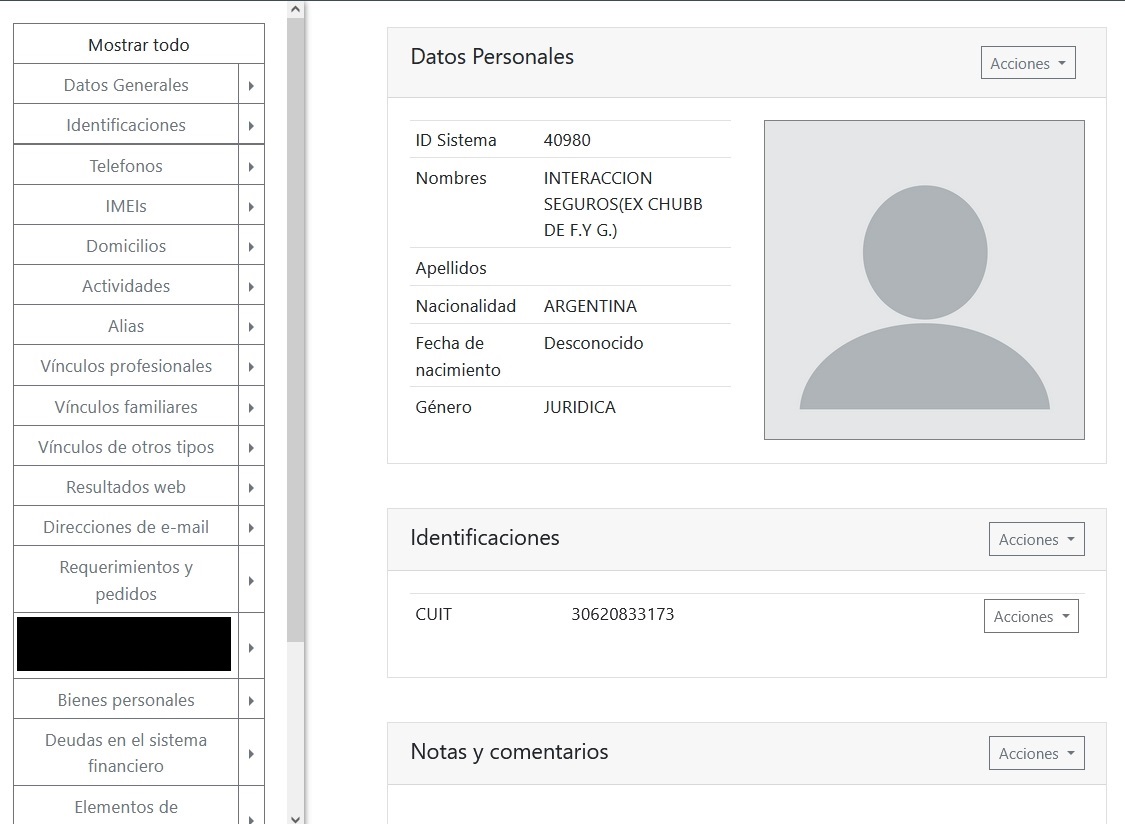 Mostrar todo
Datos Generales
Identificaciones
Telefonos
IMEIs
Domicilios
Actividades
Alias
Vínculos profesionales
Vínculos familiares
Vínculos de otros tipos
Resultados web
Direcciones de e-mail
Requerimientos y
pedidos
Bienes personales
Deudas en el sistema
financiero
Elementos de
Datos Personales
Acciones
ID Sistema 40980
Nombres INTERACCION
SEGUROS(EX CHUBB
DE F.Y G.)
Apellidos
Nacionalidad ARGENTINA
Fecha de Desconocido
nacimiento
Género JURIDICA
Identificaciones
Acciones
CUIT 30620833173 Acciones
Notas y comentarios
Acciones